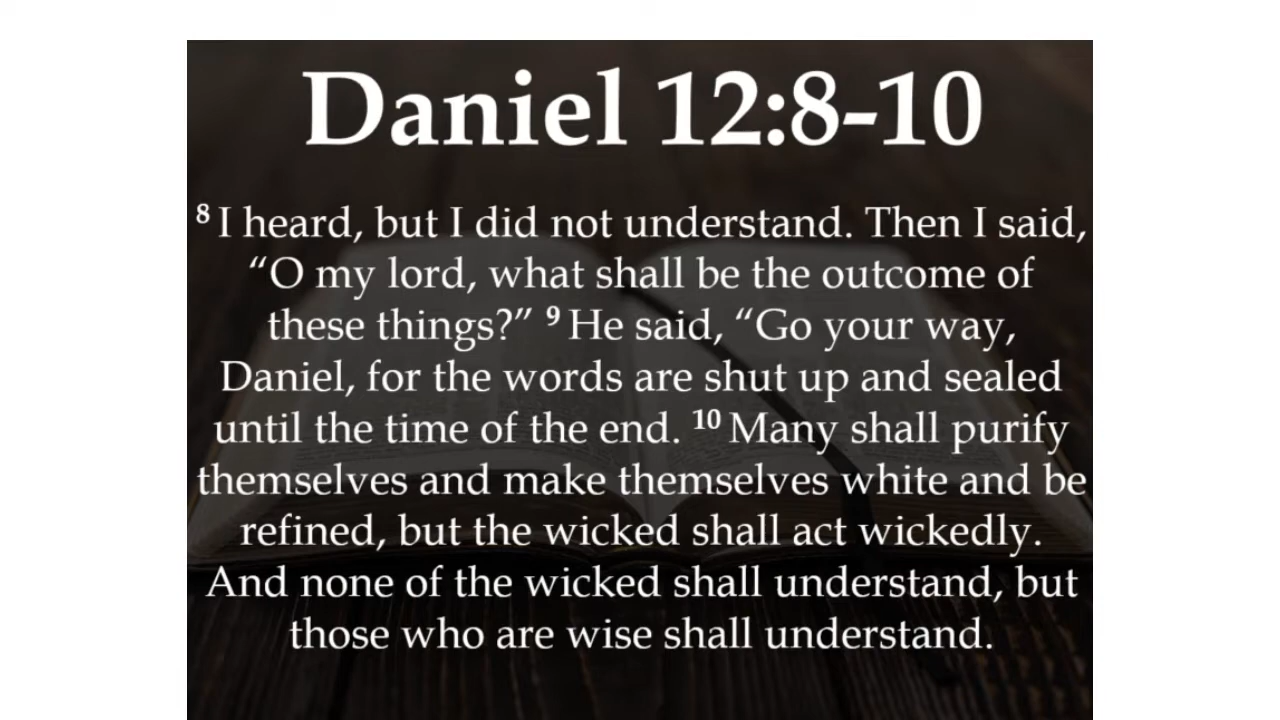 Daniel 12:8-10
⁸ I heard, but I did not understand. Then I said,
“O my lord, what shall be the outcome of
these things?” ⁹ He said, “Go your way,
Daniel, for the words are shut up and sealed
until the time of the end. ¹⁰ Many shall purify
themselves and make themselves white and be
refined, but the wicked shall act wickedly.
And none of the wicked shall understand, but
those who are wise shall understand.